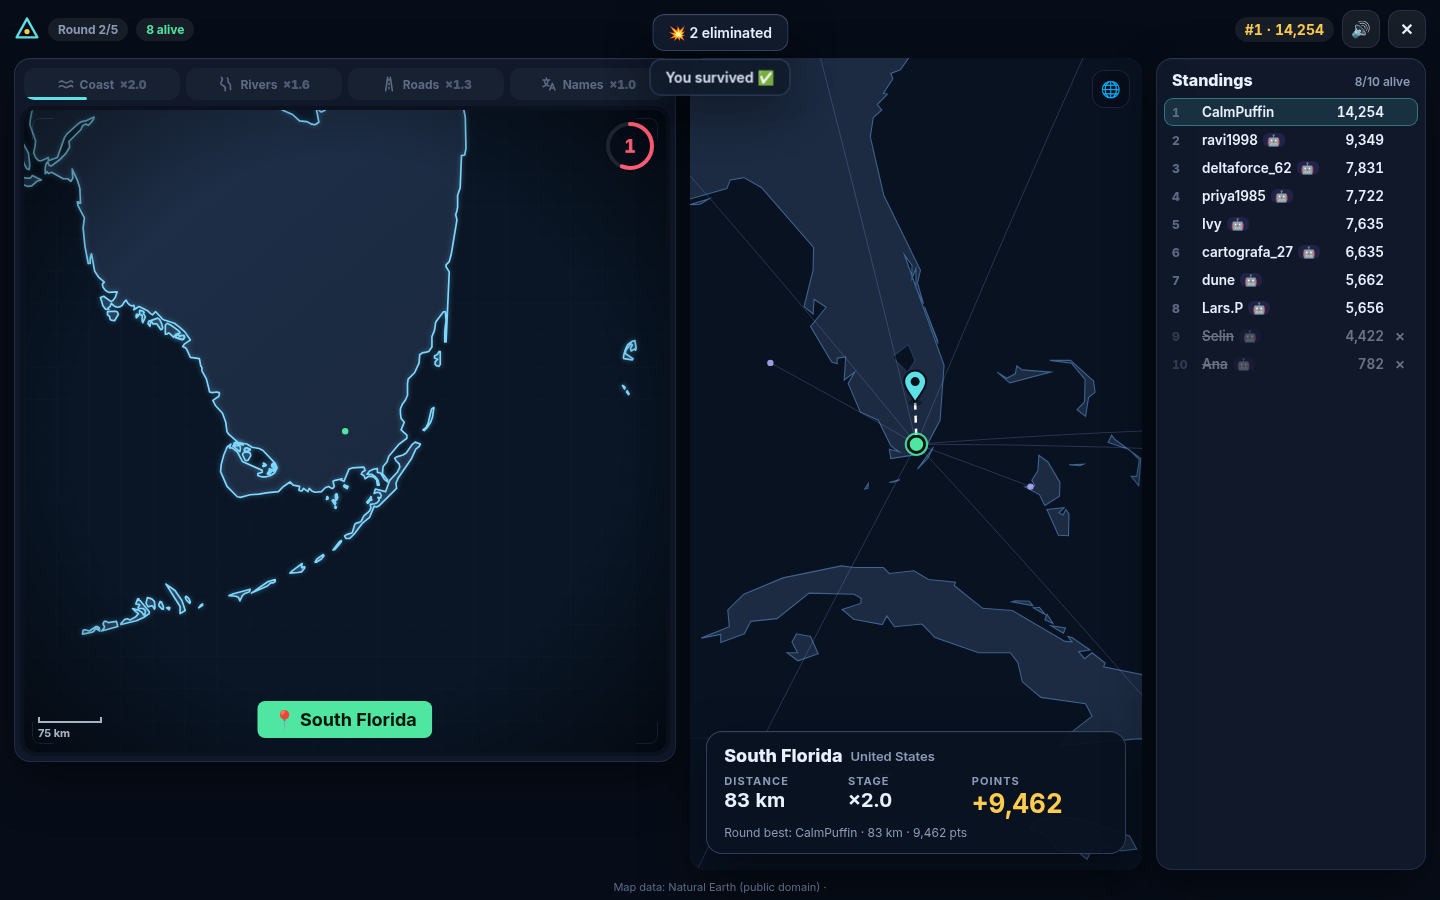 Round 2/5
8 alive
💥 2 eliminated
#1 · 14,254
You survived ✅
Coast ×2.0
Rivers ×1.6
Roads ×1.3
Names ×1.0
1
75 km
📍 South Florida
South Florida United States
DISTANCE STAGE POINTS
83 km ×2.0 +9,462
Round best: CalmPuffin · 83 km · 9,462 pts
Standings 8/10 alive
1 CalmPuffin 14,254
2 ravi1998 🤖 9,349
3 deltaforce_62 🤖 7,831
4 priya1985 🤖 7,722
5 Ivy 🤖 7,635
6 cartografa_27 🤖 6,635
7 dune 🤖 5,662
8 Lars.P 🤖 5,656
9 Selin 🤖 4,422 ×
10 Ana 🤖 782 ×
Map data: Natural Earth (public domain) ·